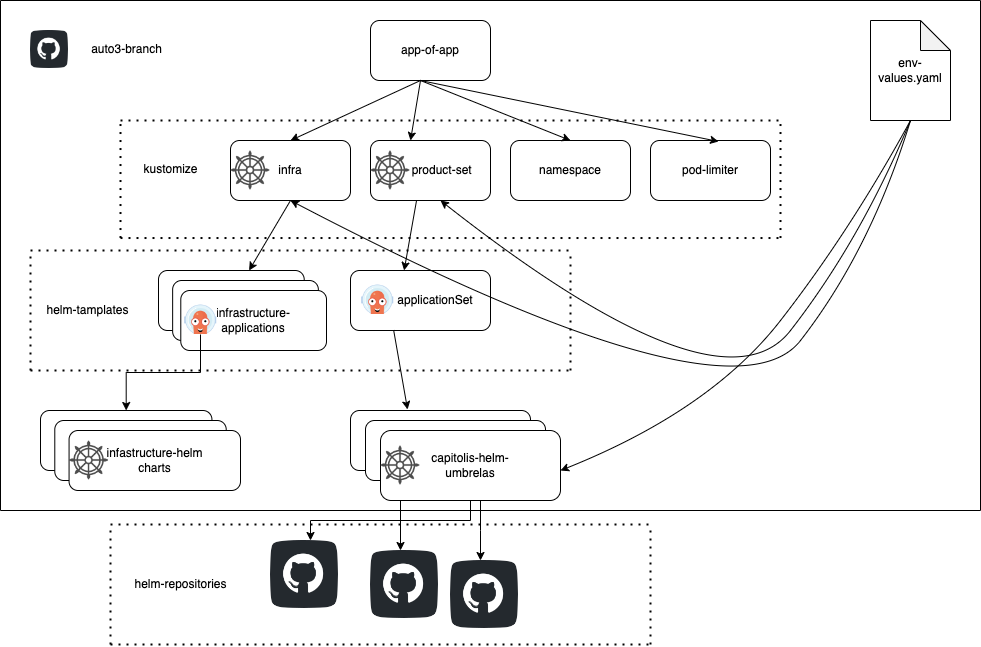 auto3-branch
app-of-app
env-
values.yaml
kustomize
infra
product-set
namespace
pod-limiter
helm-tamplates
infrastructure-
applications
applicationSet
infastructure-helm
charts
capitolis-helm-
umbrelas
helm-repositories